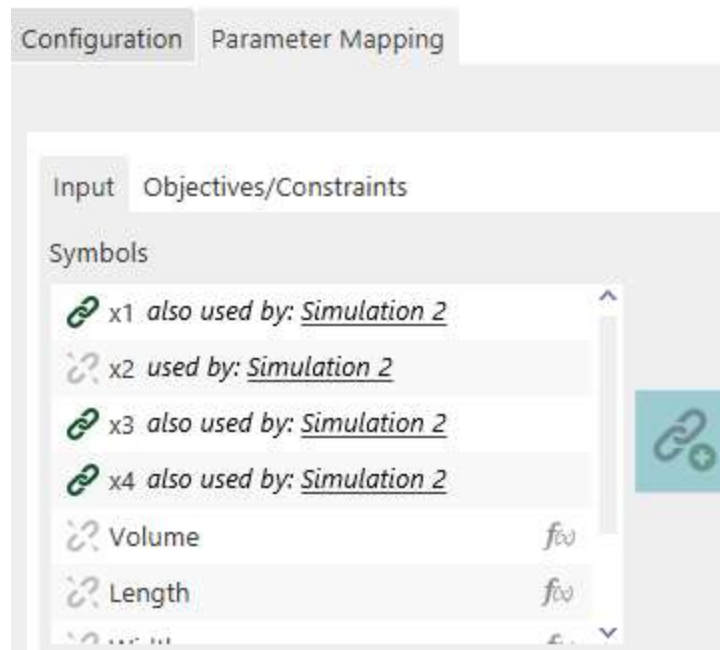 Configuration Parameter Mapping
Input Objectives/Constraints
Symbols
x1 also used by: Simulation 2
x2 used by: Simulation 2
x3 also used by: Simulation 2
x4 also used by: Simulation 2
Volume f(x)
Length f(x)